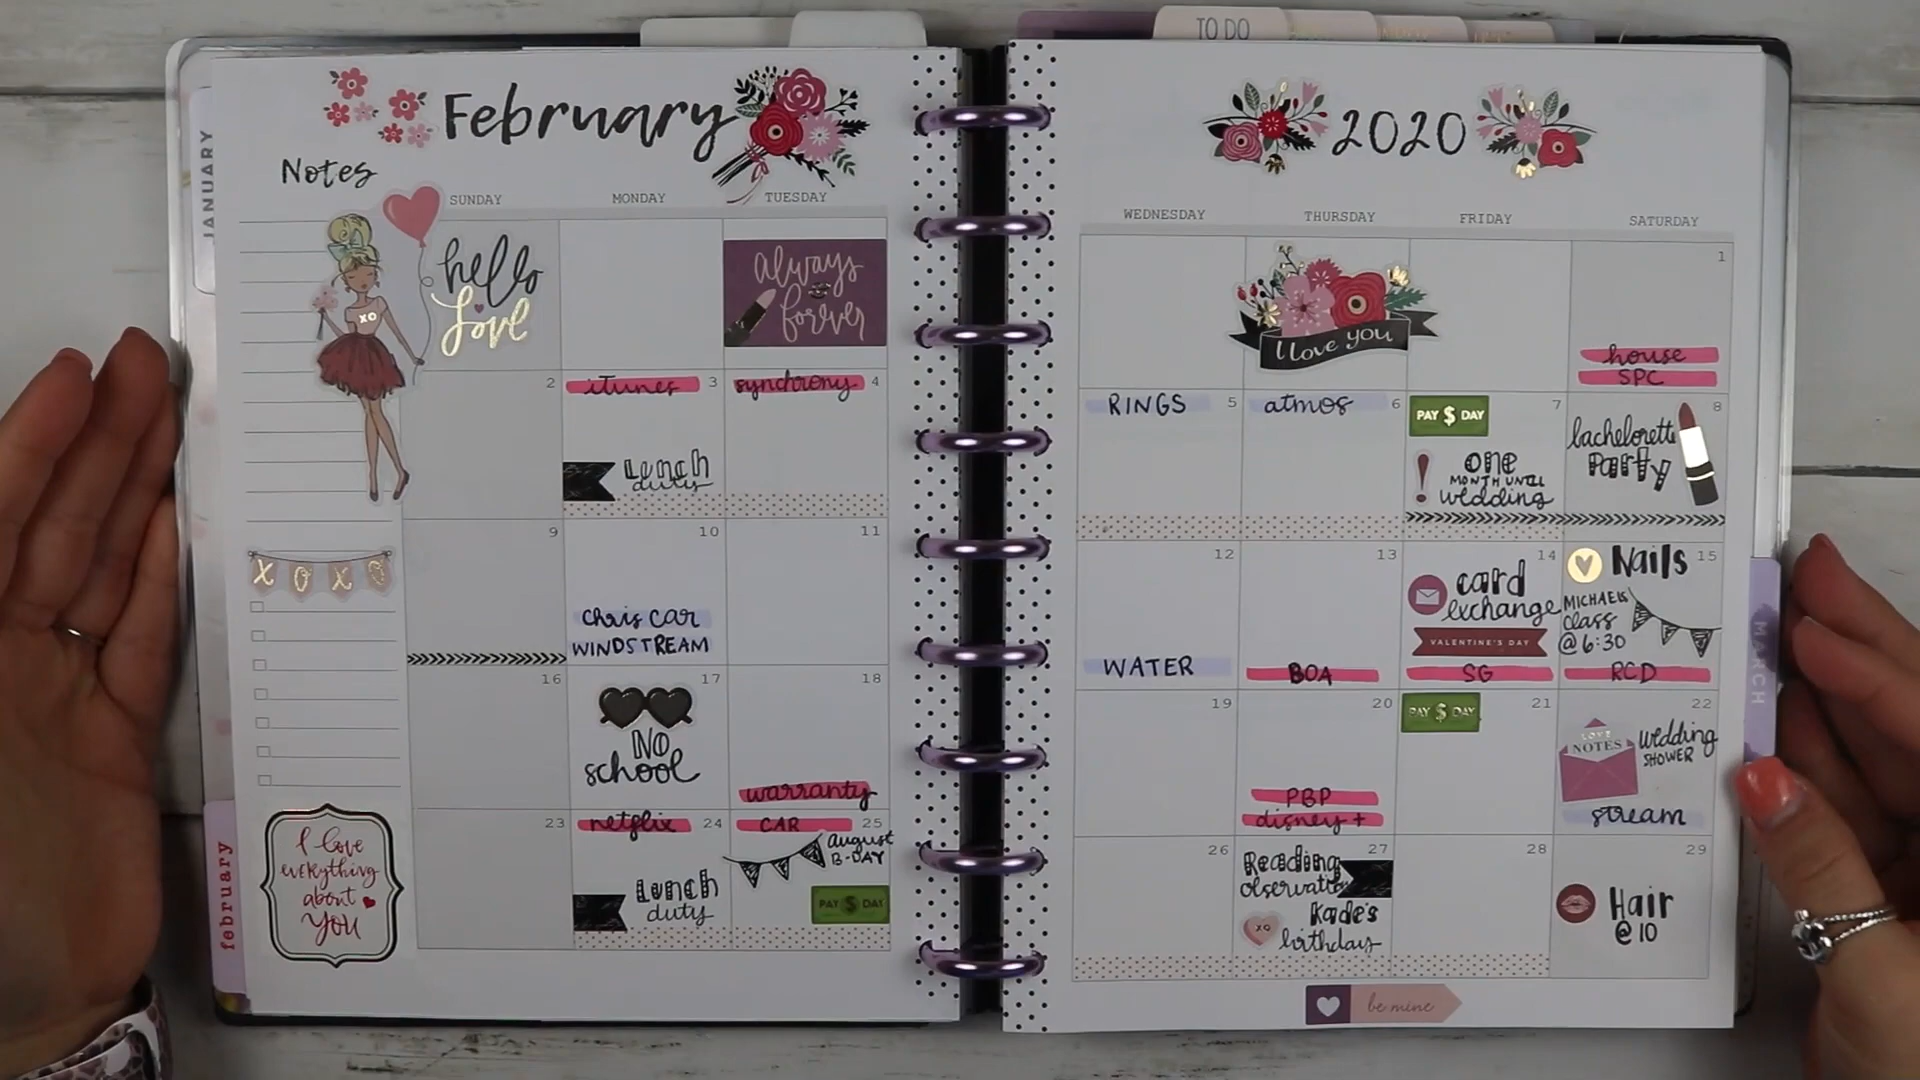 TO DO
JANUARY
February
2020
Notes
SUNDAY
MONDAY
TUESDAY
WEDNESDAY
THURSDAY
FRIDAY
SATURDAY
XO
hello
love
always
forever
I love you
1
house
SPC
2
itunes
3
Lunch
duty
synchrony
4
RINGS
5
atmos
6
PAY $ DAY
7
one
MONTH UNTIL
wedding
8
bachelorette
Party
XOXO
9
10
chris car
WINDSTREAM
11
12
WATER
13
BOA
14
card
exchange
VALENTINE'S DAY
SG
Nails
15
MICHAELS
class
@ 6:30
RCD
16
17
NO
school
18
warranty
19
20
PBP
disney +
PAY $ DAY
21
22
LOVE
NOTES
wedding
SHOWER
stream
23
netflix
24
Lunch
duty
CAR
25
August
B-DAY
PAY $ DAY
26
27
Reading
Kade's
XO
birthday
28
29
Hair
@ 10
I love
everything
about
you
be mine
february
MARCH